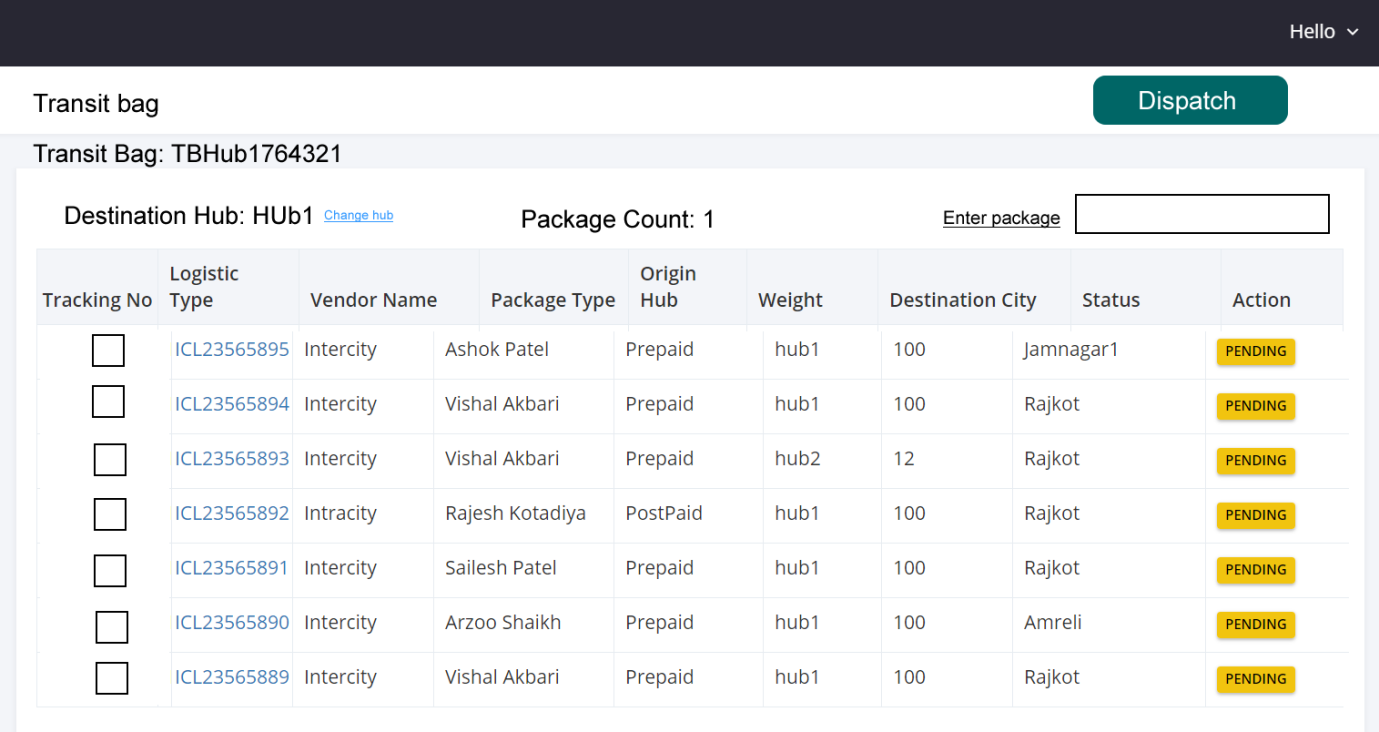 Hello
Transit bag
Dispatch
Transit Bag: TBHub1764321
Destination Hub: HUb1 Change hub Package Count: 1 Enter package
Tracking No Logistic Type Vendor Name Package Type Origin Hub Weight Destination City Status Action
ICL23565895 Intercity Ashok Patel Prepaid hub1 100 Jamnagar1 PENDING
ICL23565894 Intercity Vishal Akbari Prepaid hub1 100 Rajkot PENDING
ICL23565893 Intercity Vishal Akbari Prepaid hub2 12 Rajkot PENDING
ICL23565892 Intracity Rajesh Kotadiya PostPaid hub1 100 Rajkot PENDING
ICL23565891 Intercity Sailesh Patel Prepaid hub1 100 Rajkot PENDING
ICL23565890 Intercity Arzoo Shaikh Prepaid hub1 100 Amreli PENDING
ICL23565889 Intercity Vishal Akbari Prepaid hub1 100 Rajkot PENDING